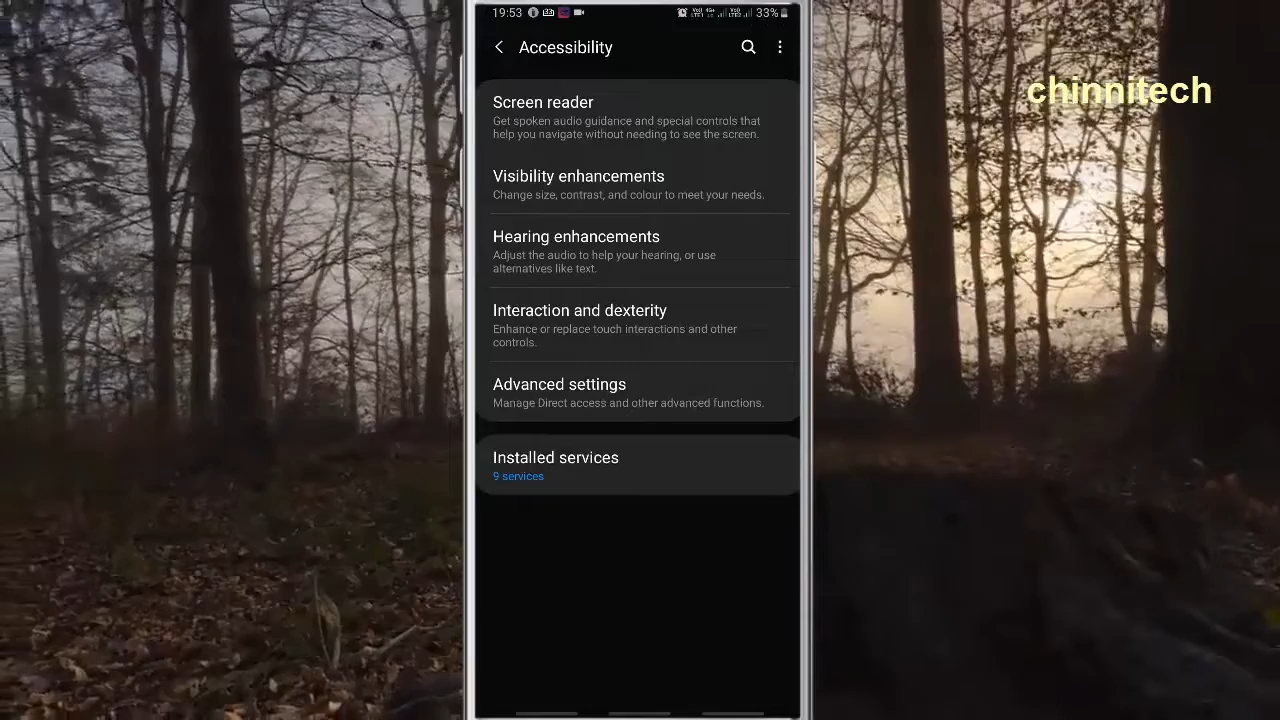 19:53
33%
Accessibility
chinnitech
Screen reader
Get spoken audio guidance and special controls that
help you navigate without needing to see the screen.
Visibility enhancements
Change size, contrast, and colour to meet your needs.
Hearing enhancements
Adjust the audio to help your hearing, or use
alternatives like text.
Interaction and dexterity
Enhance or replace touch interactions and other
controls.
Advanced settings
Manage Direct access and other advanced functions.
Installed services
9 services